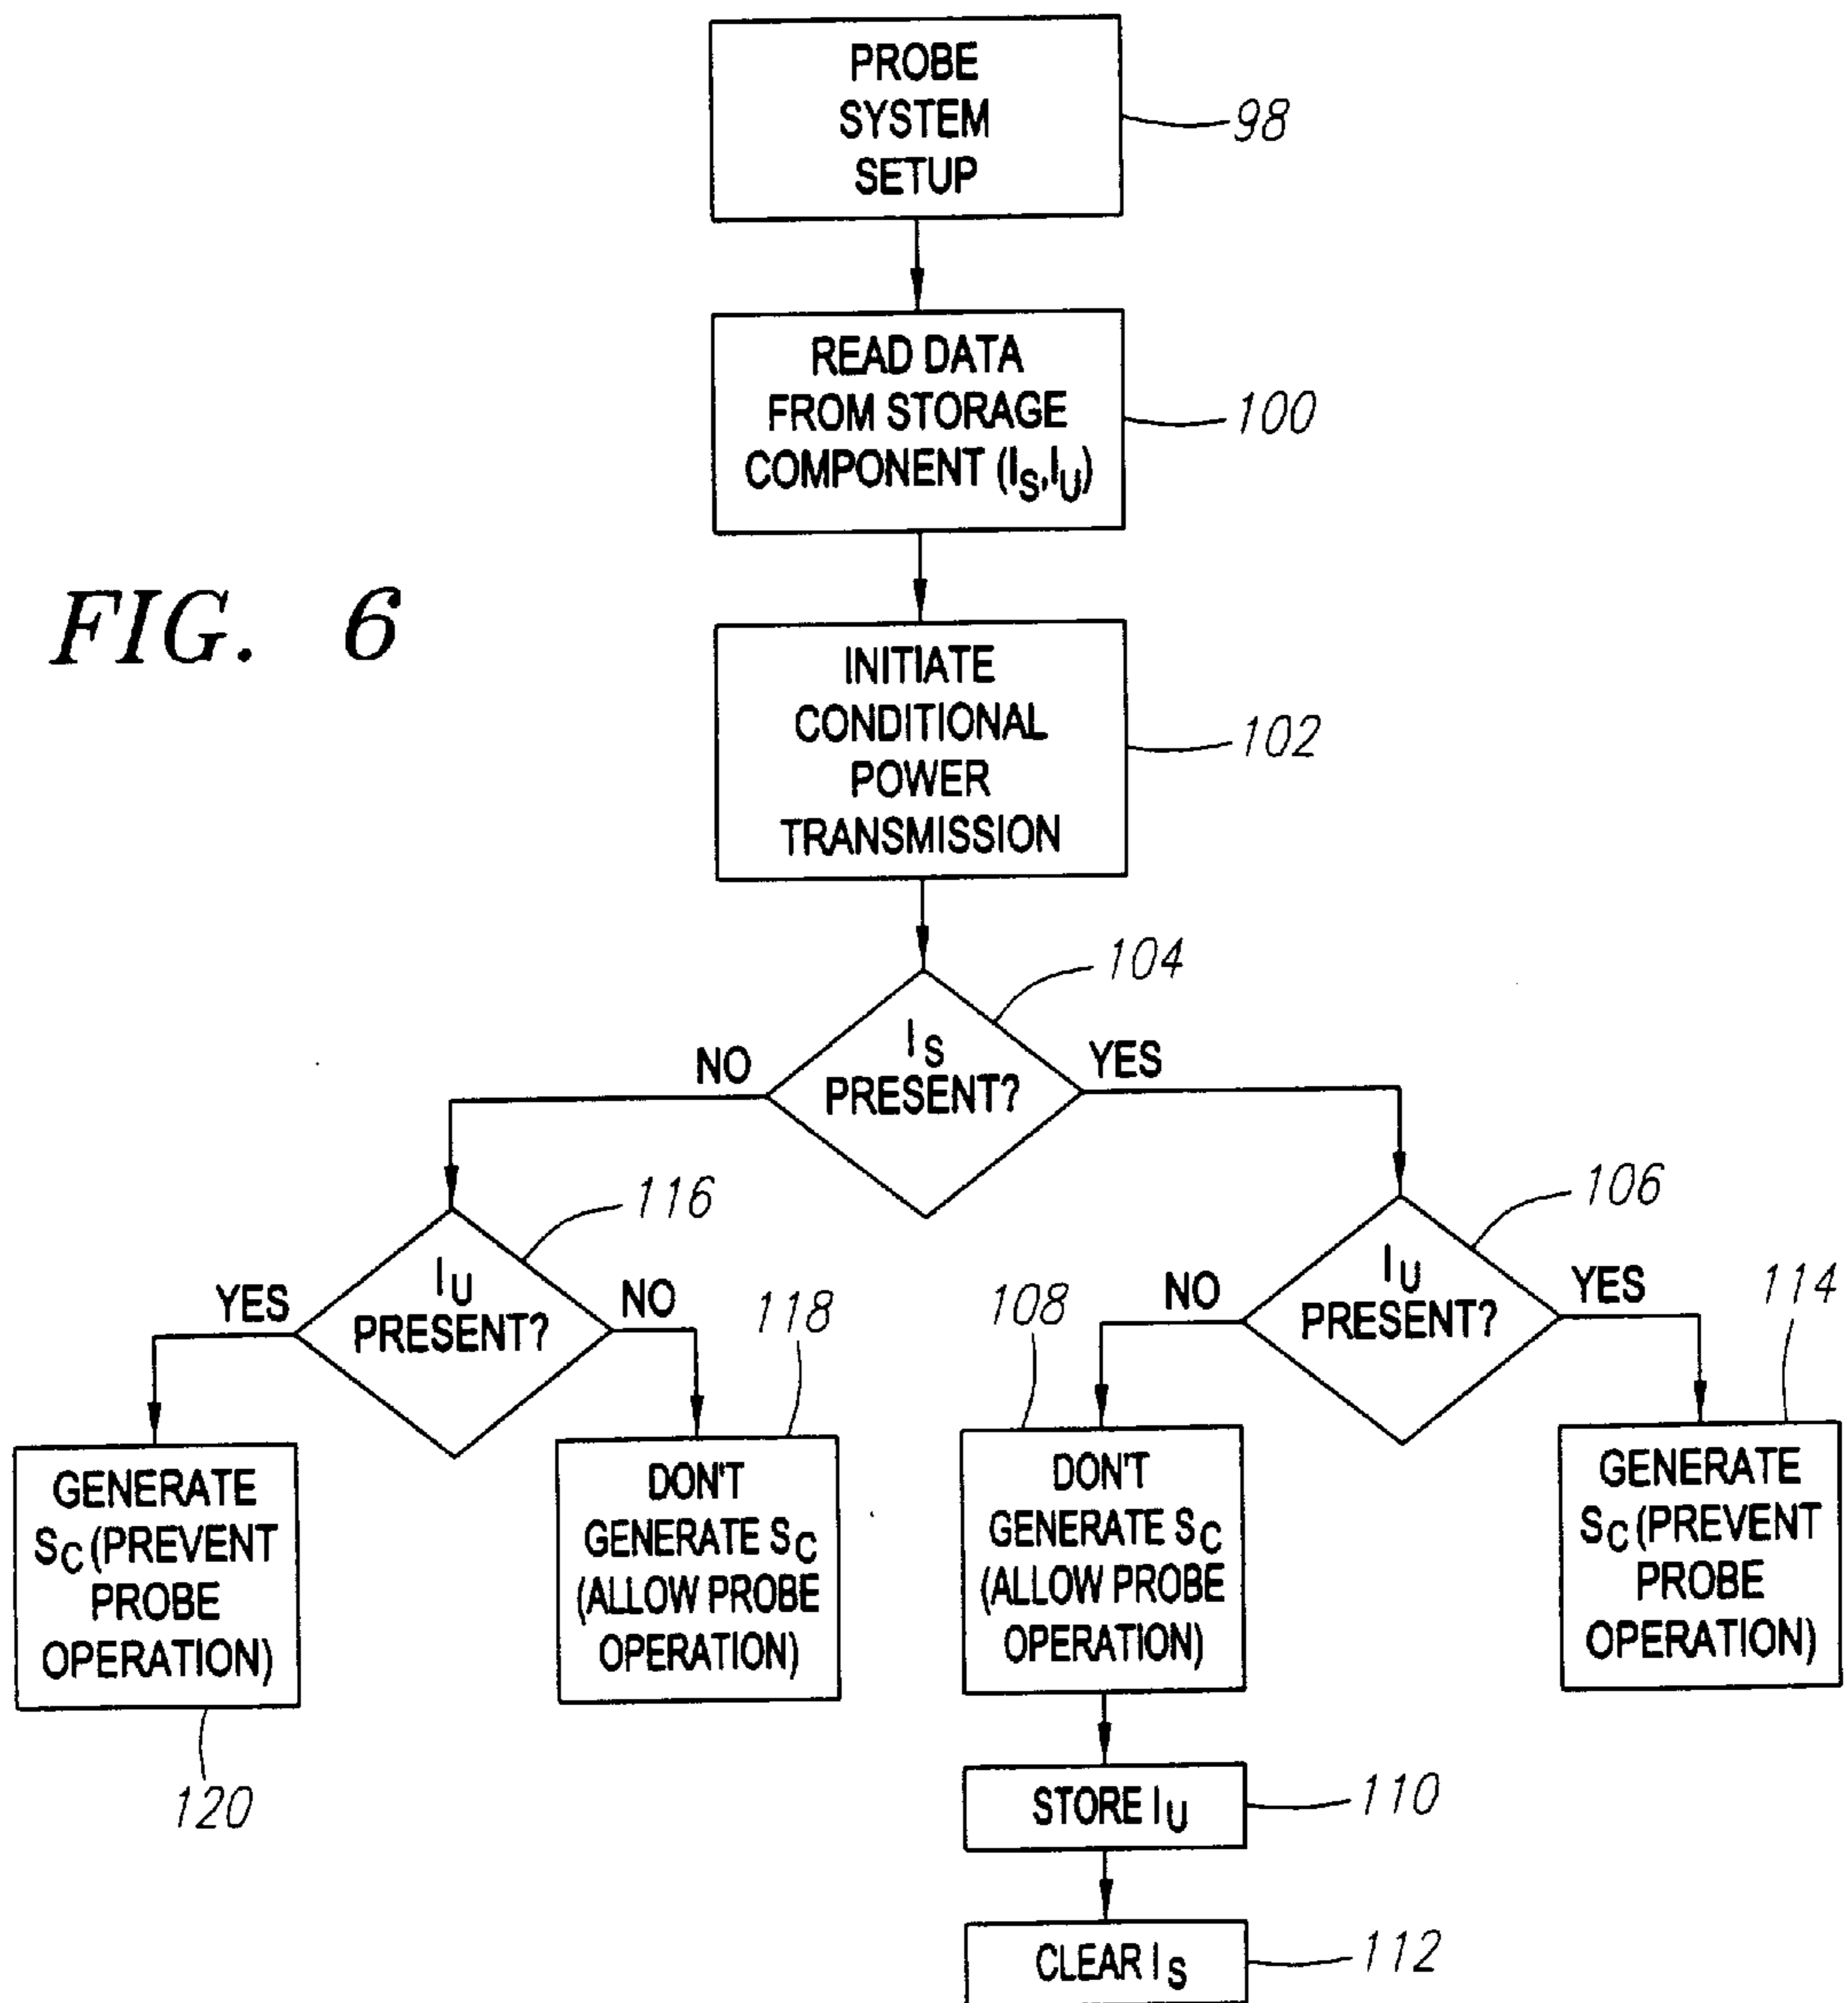 PROBE
SYSTEM
SETUP
98
READ DATA
FROM STORAGE
COMPONENT (IS,IU)
100
FIG. 6
INITIATE
CONDITIONAL
POWER
TRANSMISSION
102
104
IS
PRESENT?
NO
YES
116
106
IU
PRESENT?
YES
NO
118
108
IU
PRESENT?
NO
YES
114
GENERATE
SC (PREVENT
PROBE
OPERATION)
120
DON'T
GENERATE SC
(ALLOW PROBE
OPERATION)
DON'T
GENERATE SC
(ALLOW PROBE
OPERATION)
GENERATE
SC (PREVENT
PROBE
OPERATION)
STORE IU
110
CLEAR IS
112